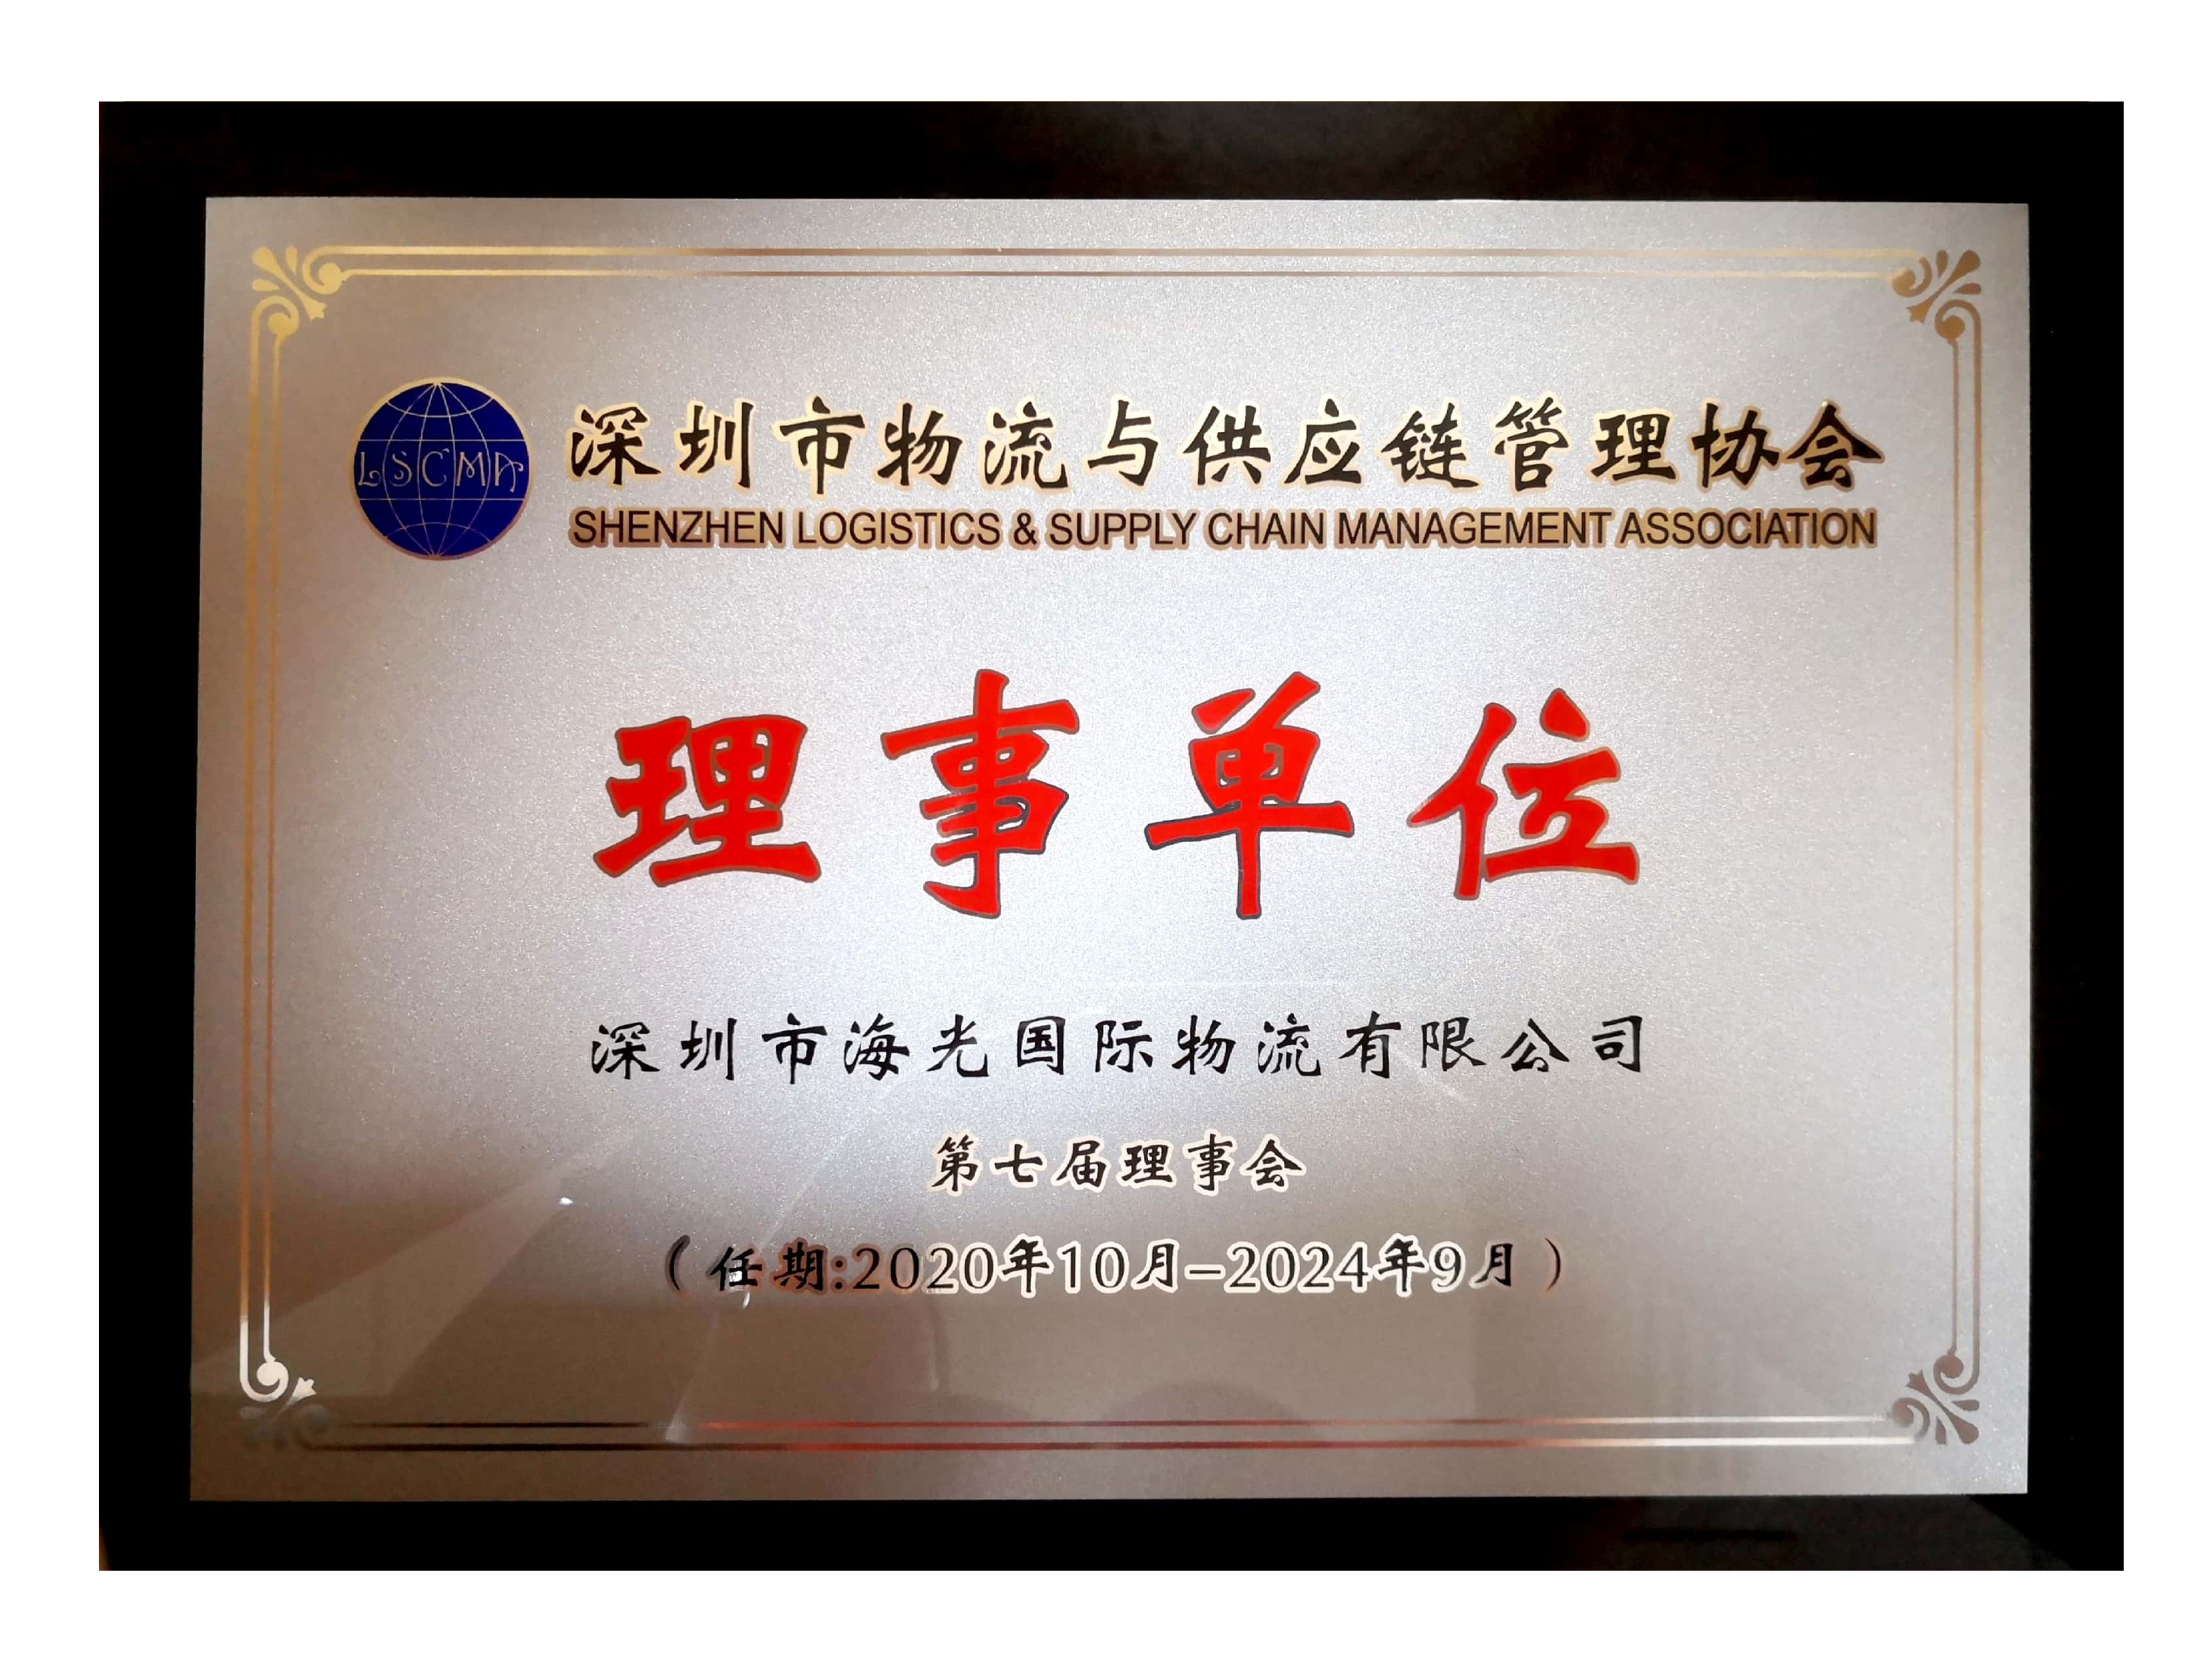 LSCMA
深圳市物流与供应链管理协会
SHENZHEN LOGISTICS & SUPPLY CHAIN MANAGEMENT ASSOCIATION
理事单位
深圳市海光国际物流有限公司
第七届理事会
（任期:2020年10月-2024年9月）